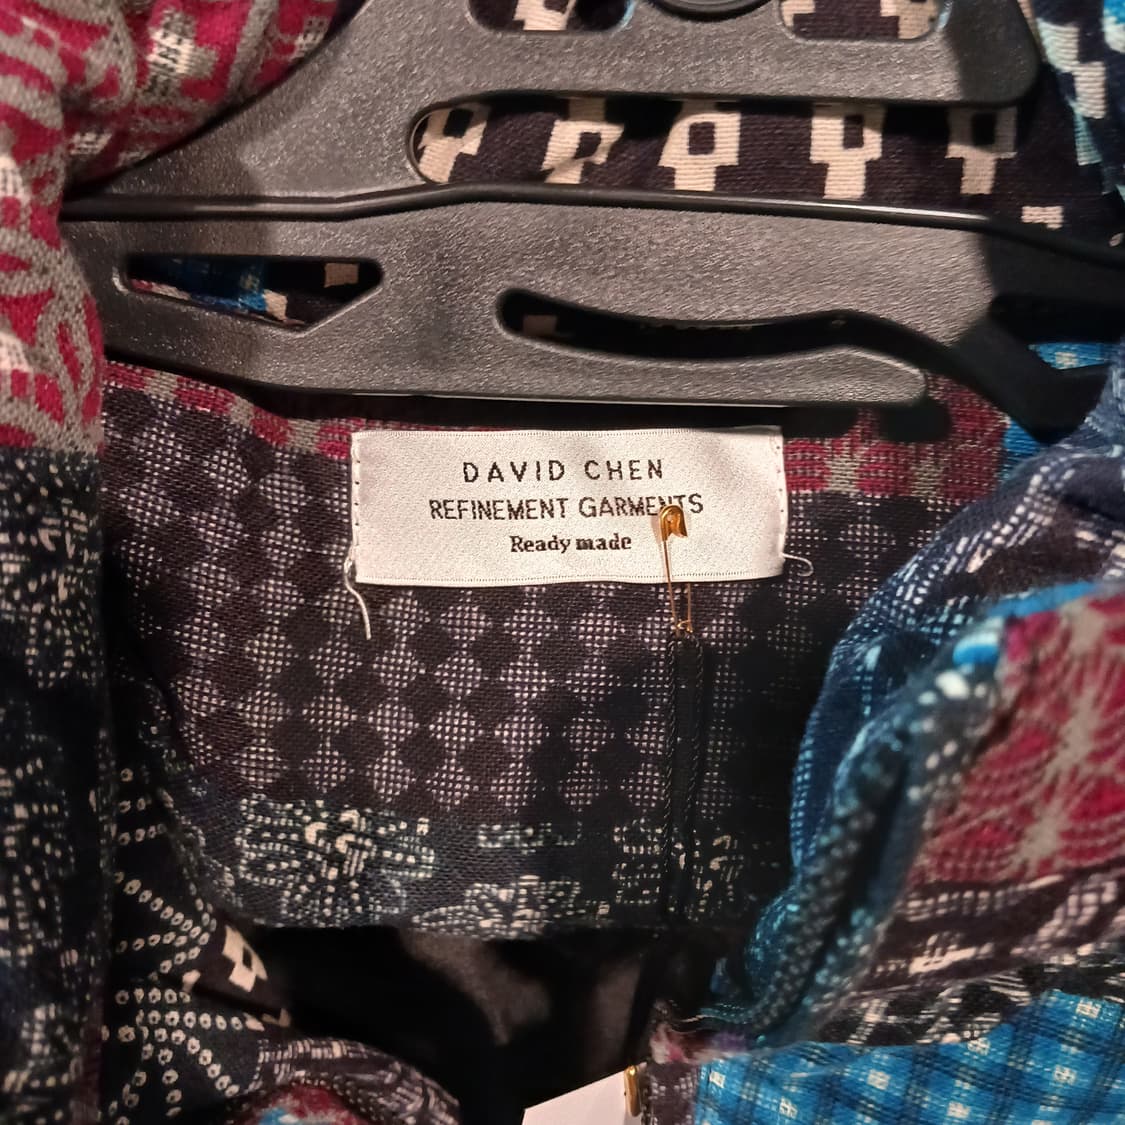 DAVID CHEN
REFINEMENT GARMENTS
Ready made